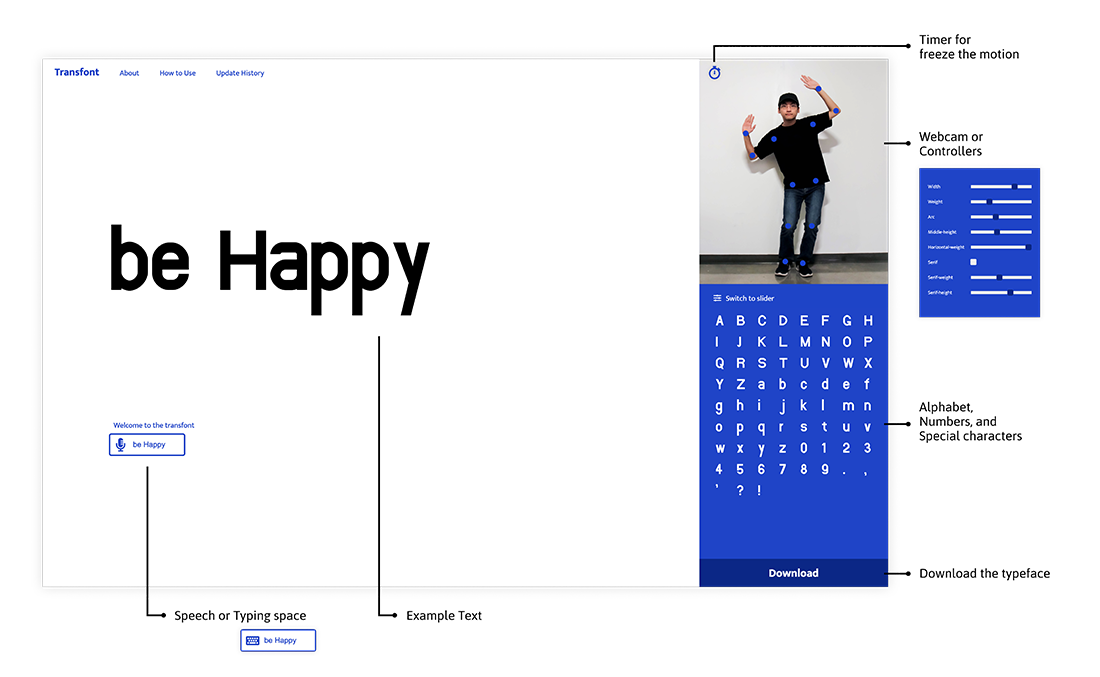 Timer for
freeze the motion
Transfont About How to Use Update History
Webcam or
Controllers
Width
Weight
Arc
Middle-height
Horizontal-weight
Serif
Serif-weight
Serif-height
be Happy
Switch to slider
A B C D E F G H
I J K L M N O P
Q R S T U V W X
Y Z a b c d e f
g h i j k l m n
o p q r s t u v
w x y z 0 1 2 3
4 5 6 7 8 9 . ,
' ? !
Alphabet,
Numbers, and
Special characters
Welcome to the transfont
be Happy
Download
Download the typeface
Speech or Typing space
be Happy
Example Text